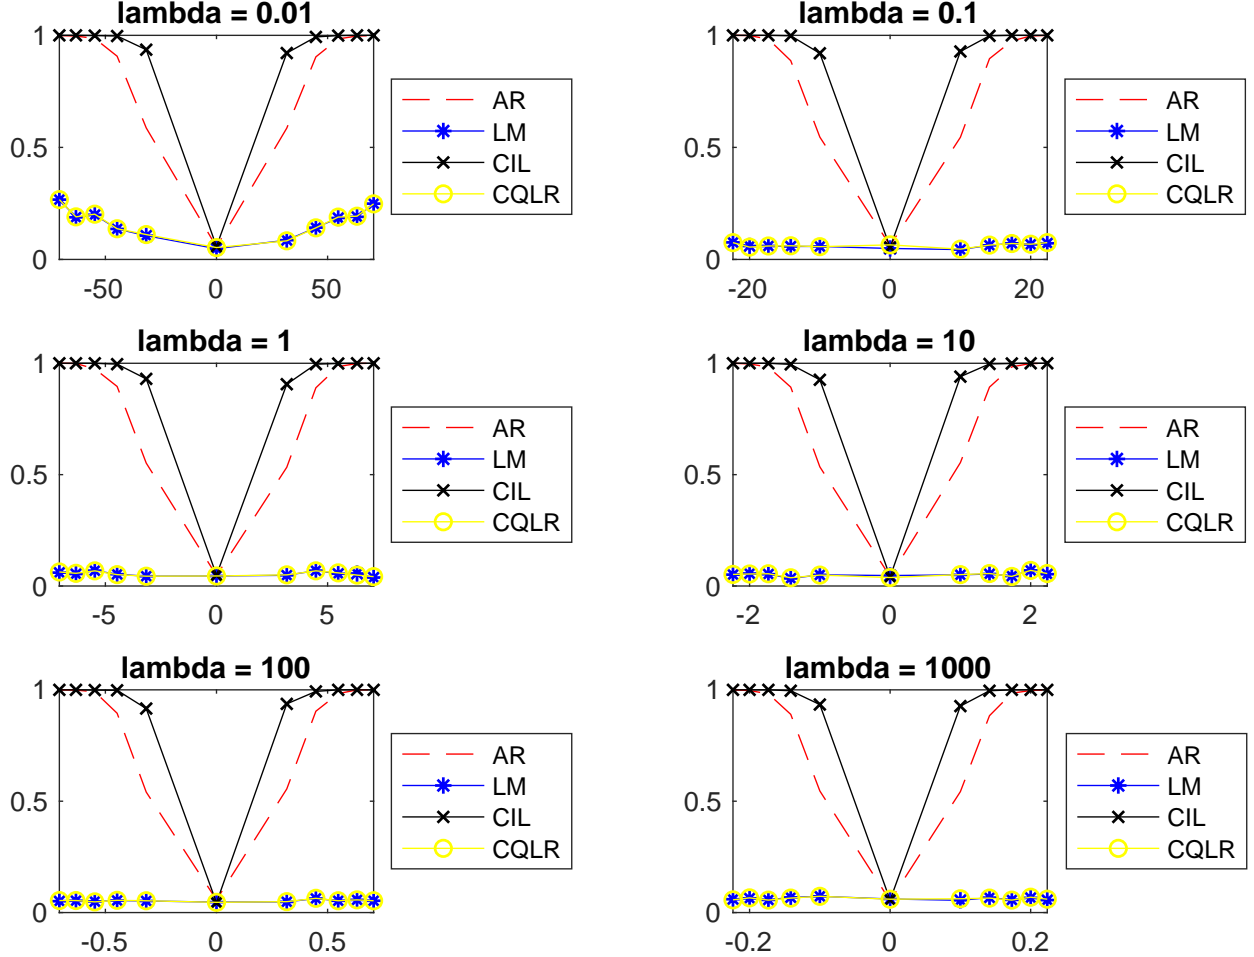 lambda = 0.01
1
0.5
0
-50
0
50
AR
LM
CIL
CQLR
lambda = 0.1
1
0.5
0
-20
0
20
AR
LM
CIL
CQLR
lambda = 1
1
0.5
0
-5
0
5
AR
LM
CIL
CQLR
lambda = 10
1
0.5
0
-2
0
2
AR
LM
CIL
CQLR
lambda = 100
1
0.5
0
-0.5
0
0.5
AR
LM
CIL
CQLR
lambda = 1000
1
0.5
0
-0.2
0
0.2
AR
LM
CIL
CQLR